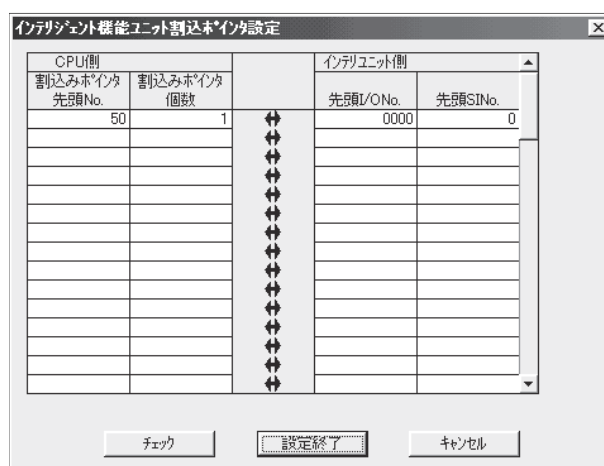 インテリジェント機能ユニット割込ポインタ設定
CPU側
インテリユニット側
割込みポインタ
先頭No.
割込みポインタ
個数
先頭I/ONo.
先頭SINo.
50
1
0000
0
チェック
設定終了
キャンセル